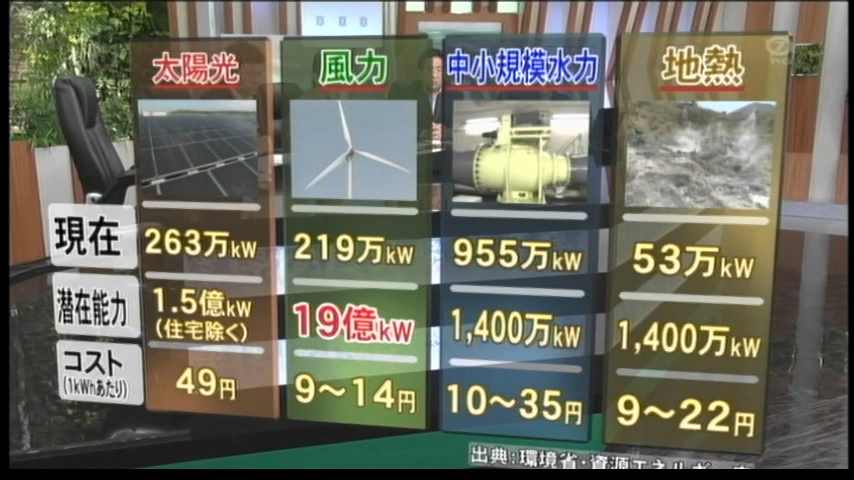 太陽光
風力
中小規模水力
地熱
現在
263万kW
219万kW
955万kW
53万kW
潜在能力
1.5億kW
(住宅除く)
19億kW
1,400万kW
1,400万kW
コスト
(1kWhあたり)
49円
9〜14円
10〜35円
9〜22円
出典:環境省・資源エネルギー